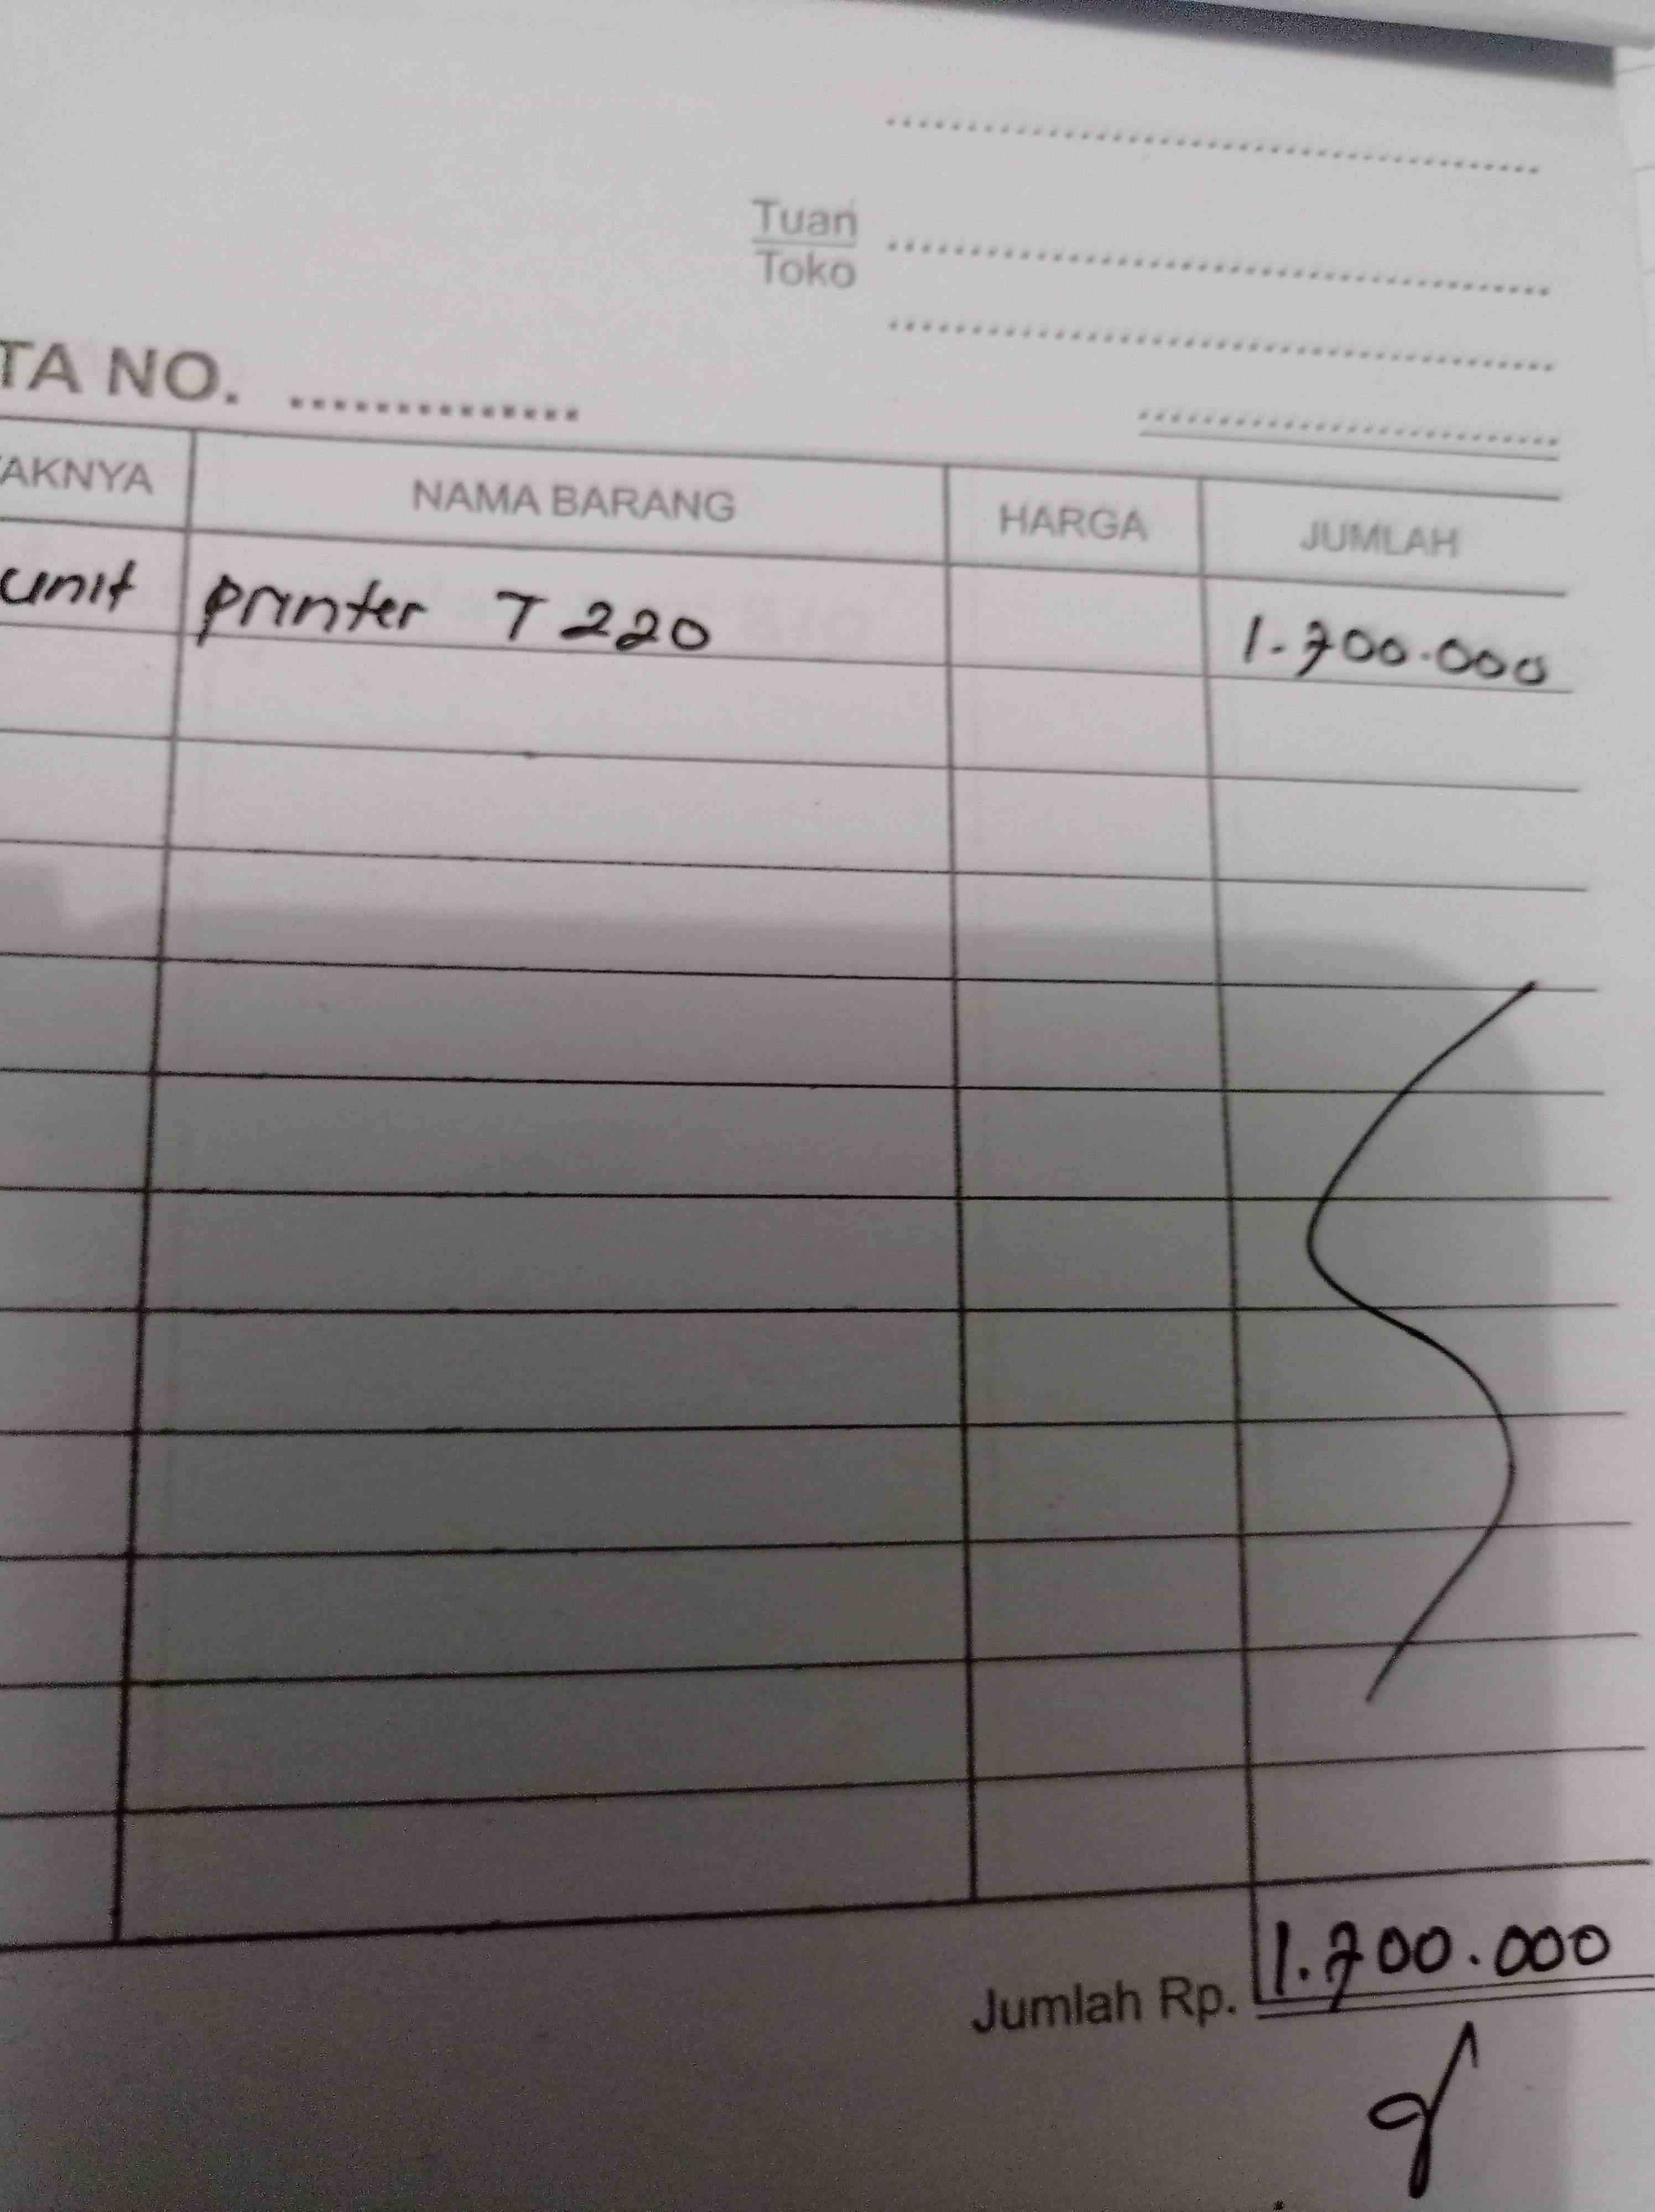 Tuan
Toko
TA NO. ..............
AKNYA NAMA BARANG HARGA JUMLAH
unit printer T 220 1.700.000
Jumlah Rp. 1.700.000